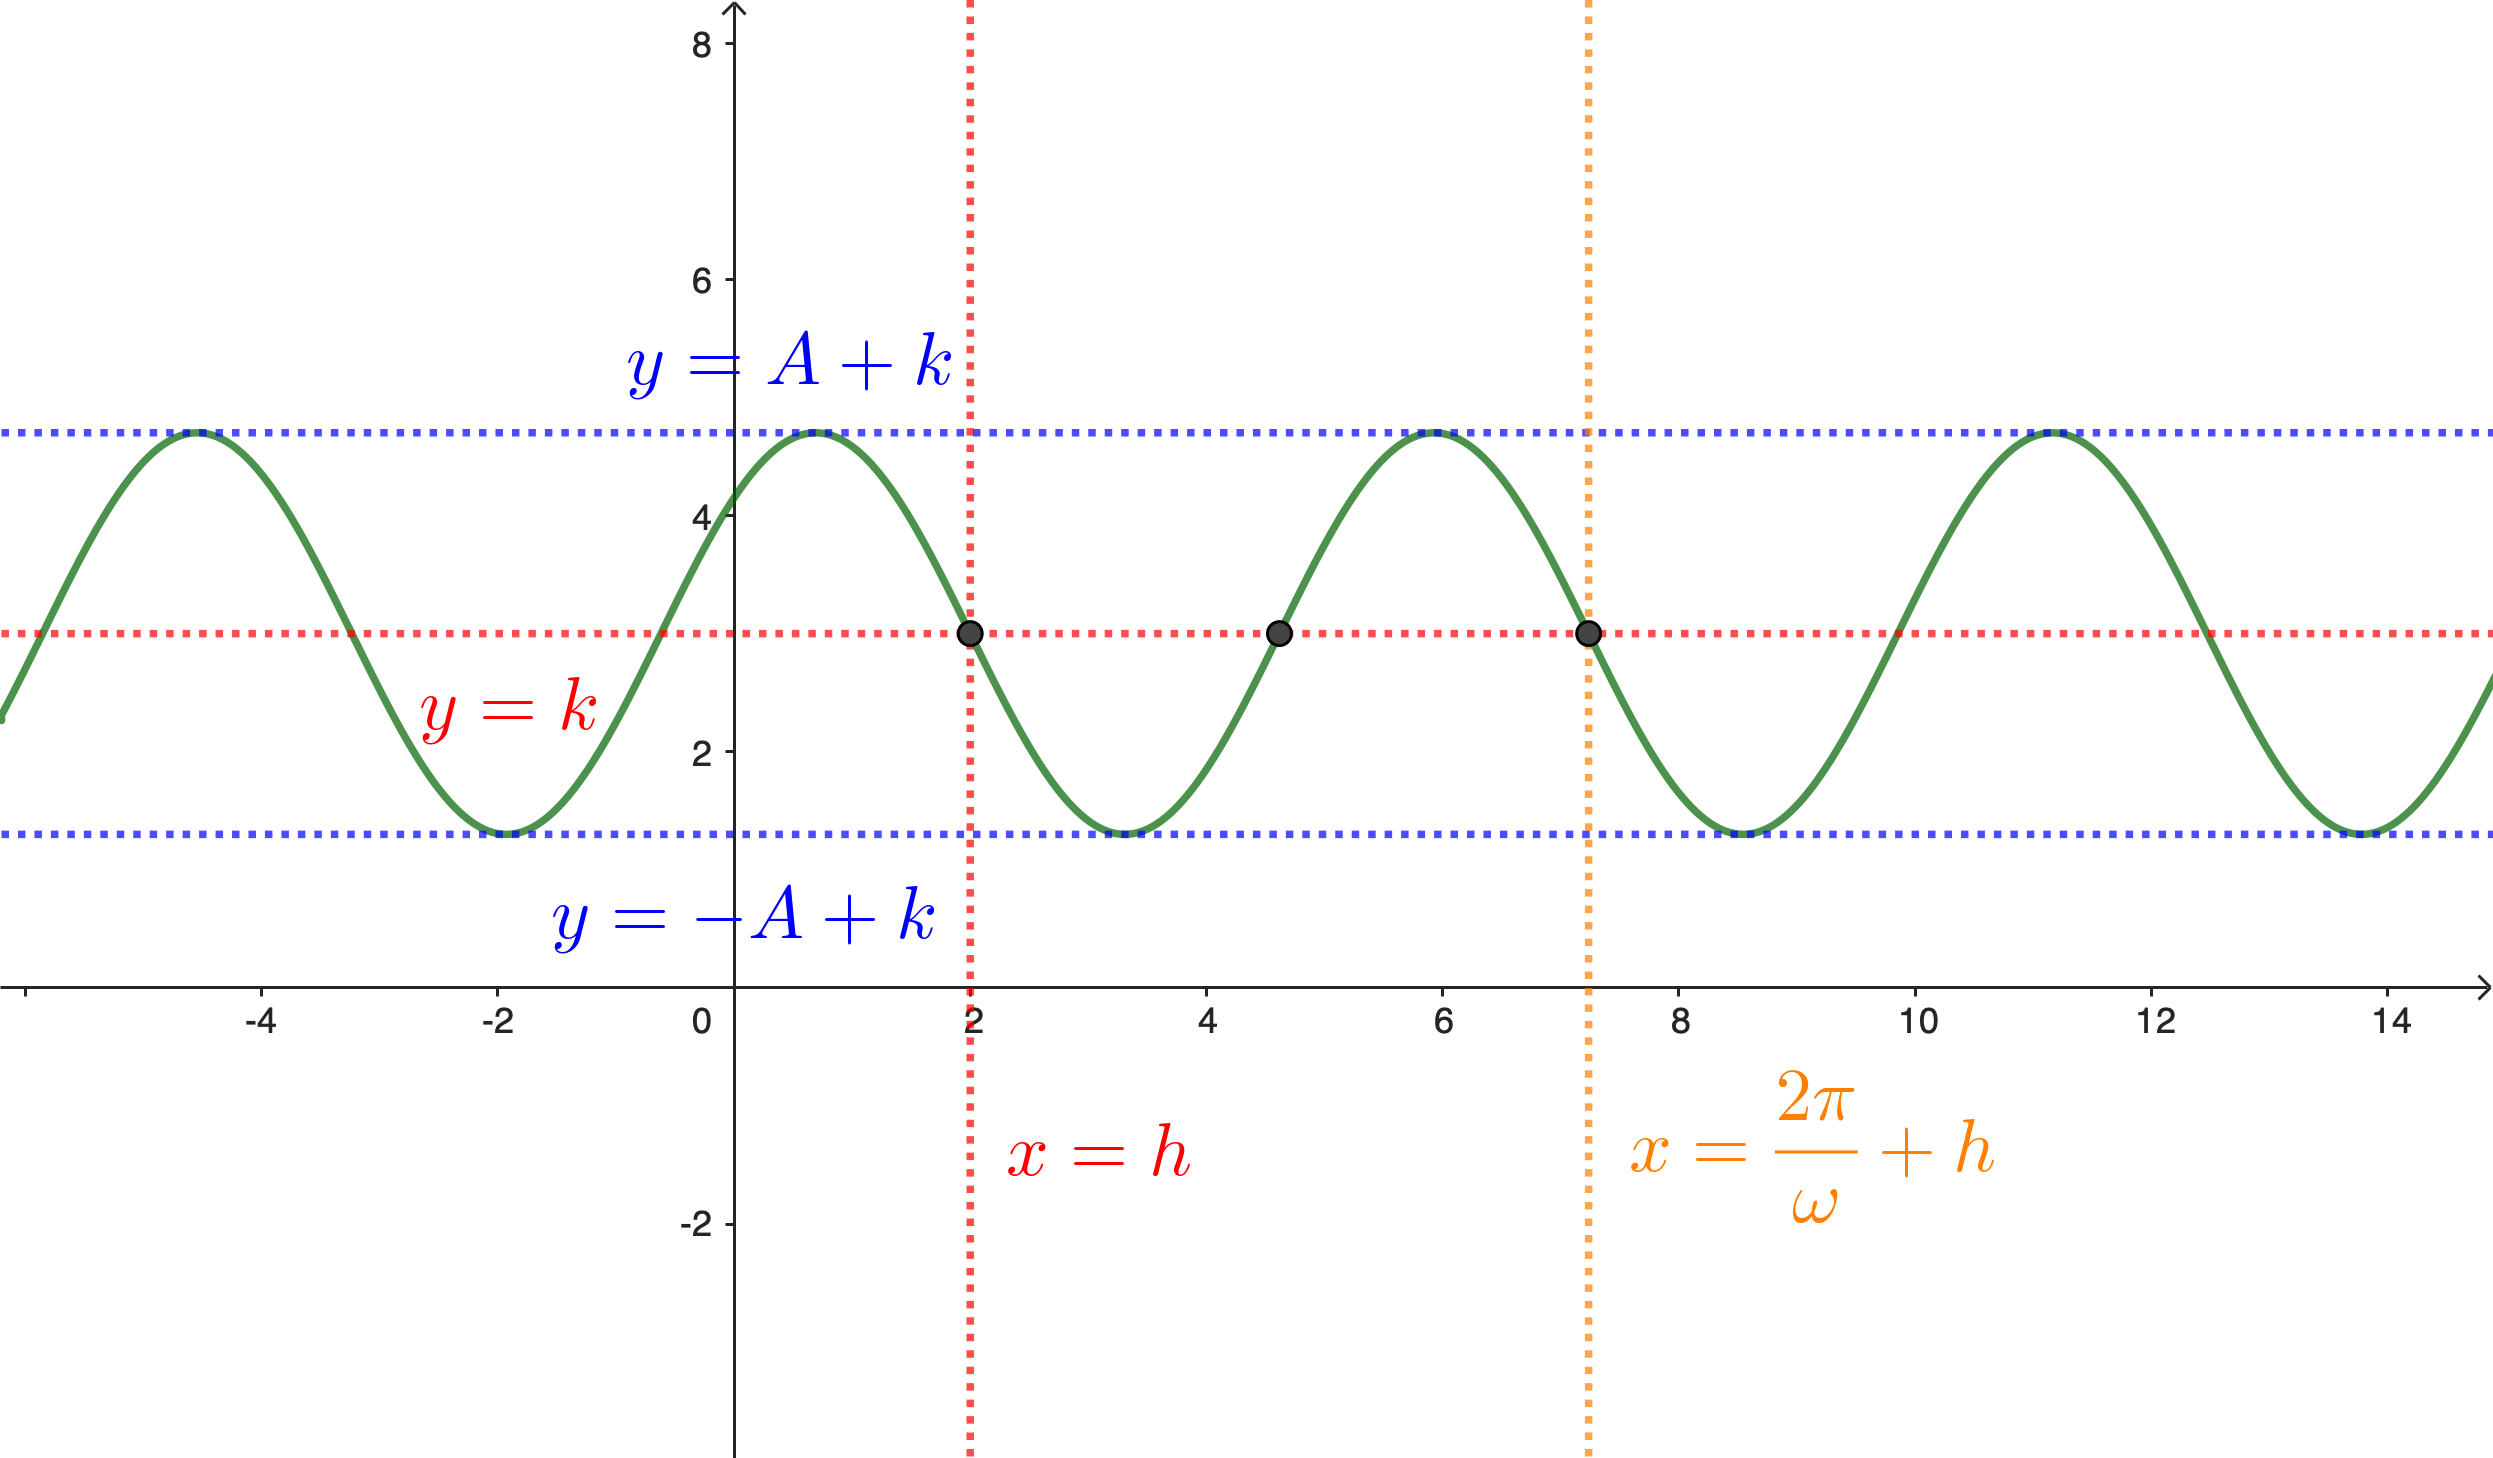 8
6
y = A + k
4
y = k
2
y = −A + k
-4 -2 0 2 4 6 8 10 12 14
x = h
x = 2π/ω + h
-2